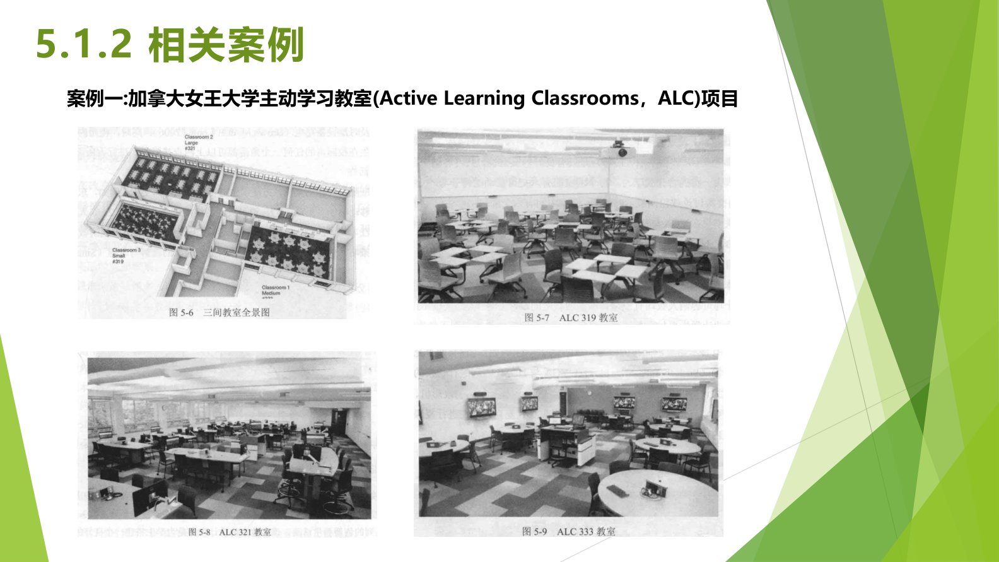 5.1.2 相关案例
案例一:加拿大女王大学主动学习教室(Active Learning Classrooms，ALC)项目
Classroom 2
Large
#321
Classroom 3
Small
#319
Classroom 1
Medium
图 5-6 三间教室全景图
图 5-7 ALC 319 教室
图 5-8 ALC 321 教室
图 5-9 ALC 333 教室